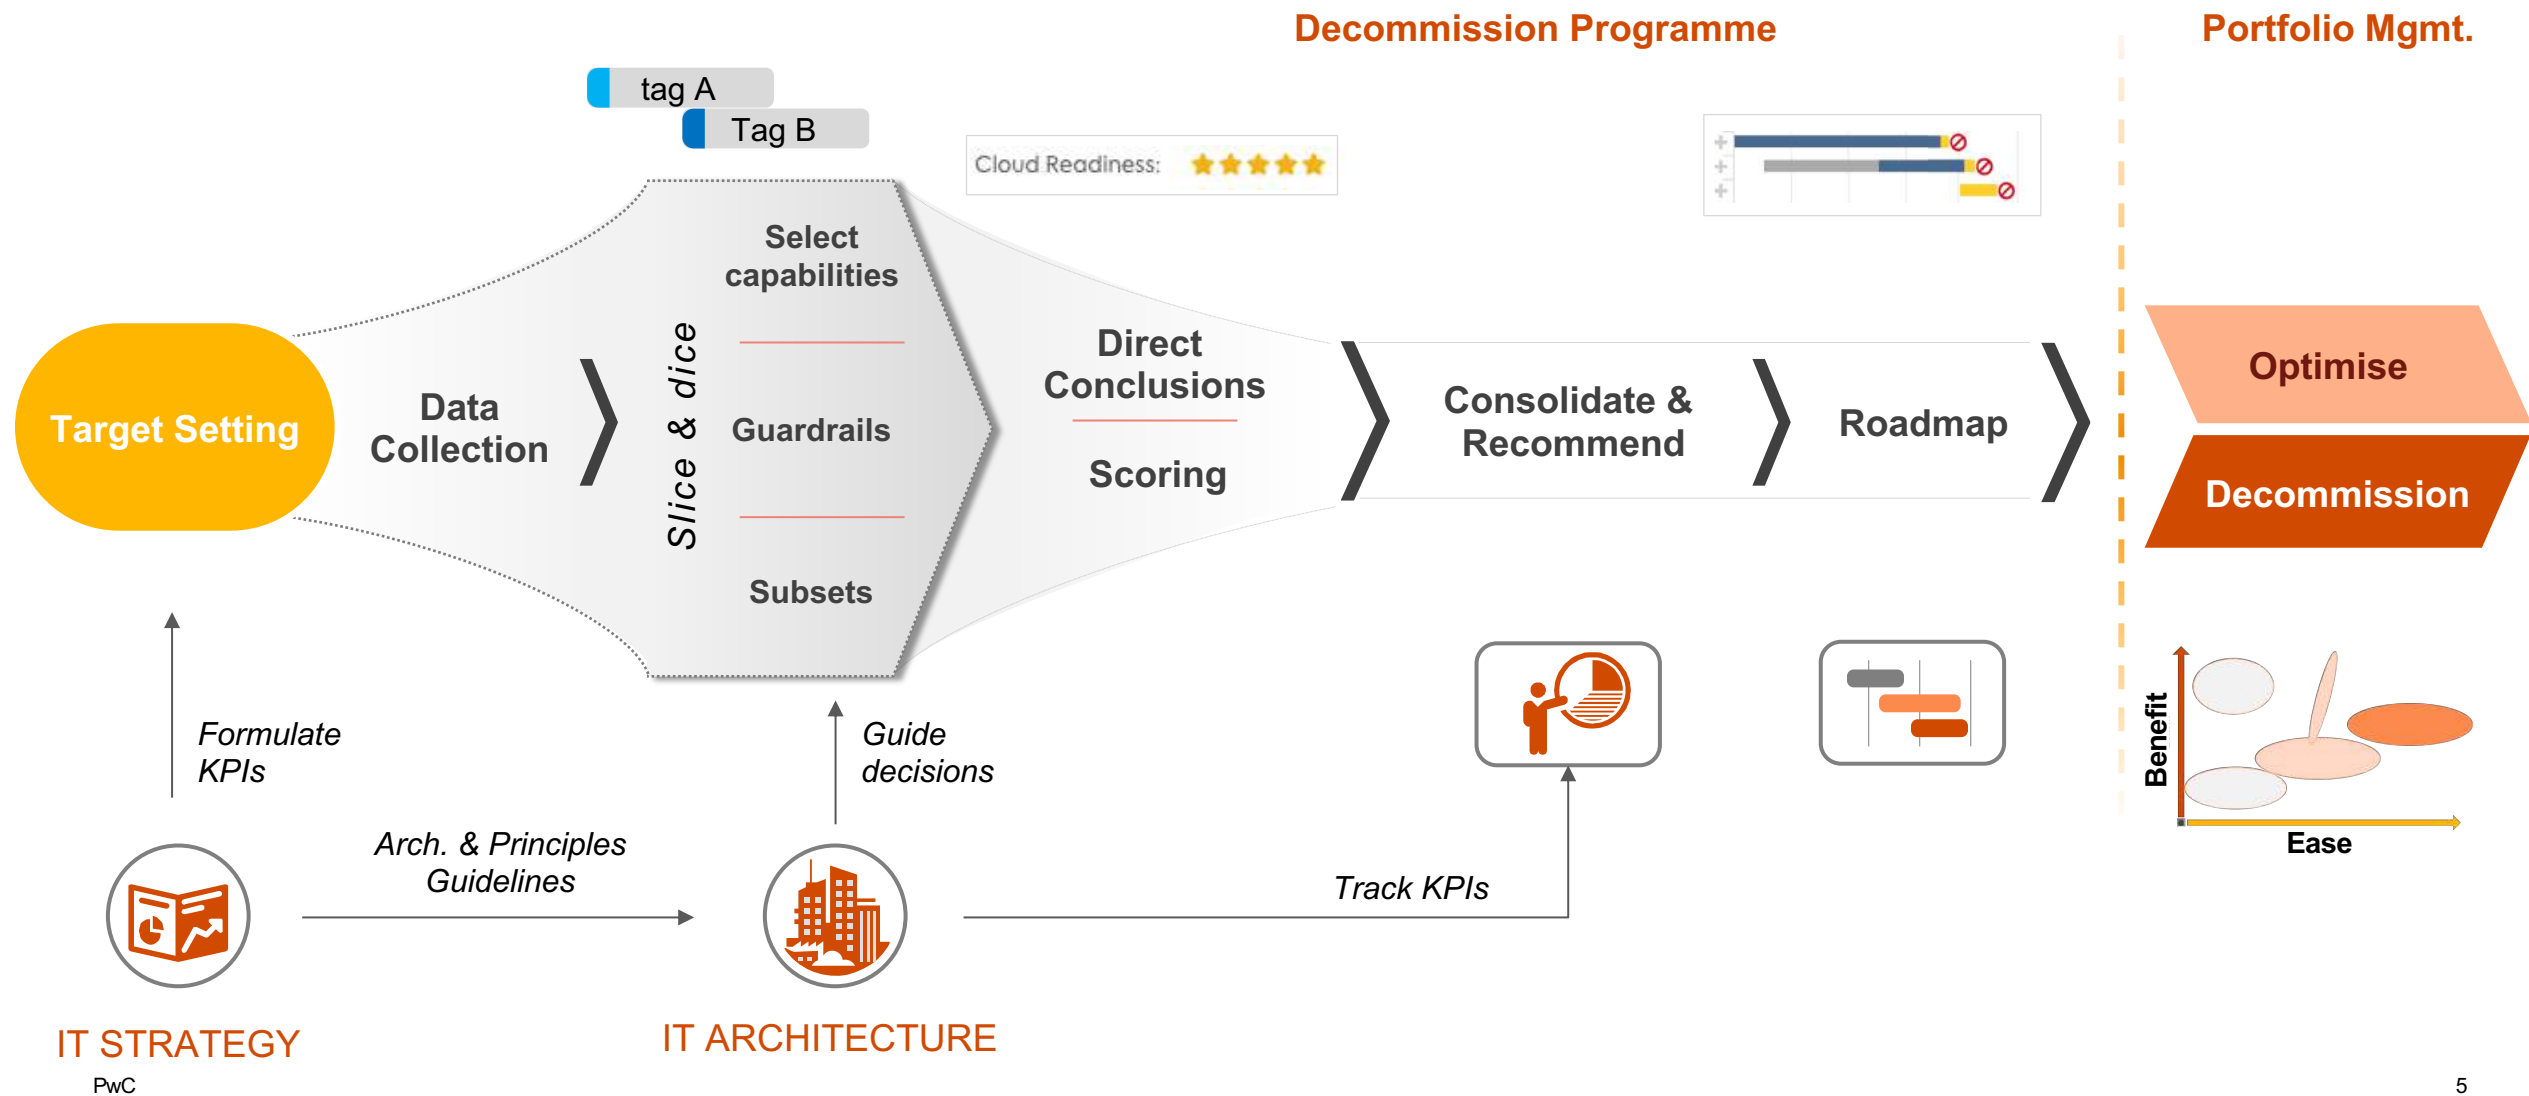 Decommission Programme
Portfolio Mgmt.
tag A
Tag B
Cloud Readiness:
Select
capabilities
Slice & dice
Guardrails
Subsets
Target Setting
Data
Collection
Direct
Conclusions
Scoring
Consolidate &
Recommend
Roadmap
Optimise
Decommission
Formulate
KPIs
Guide
decisions
Arch. & Principles
Guidelines
Track KPIs
Benefit
Ease
IT STRATEGY
IT ARCHITECTURE
PwC
5